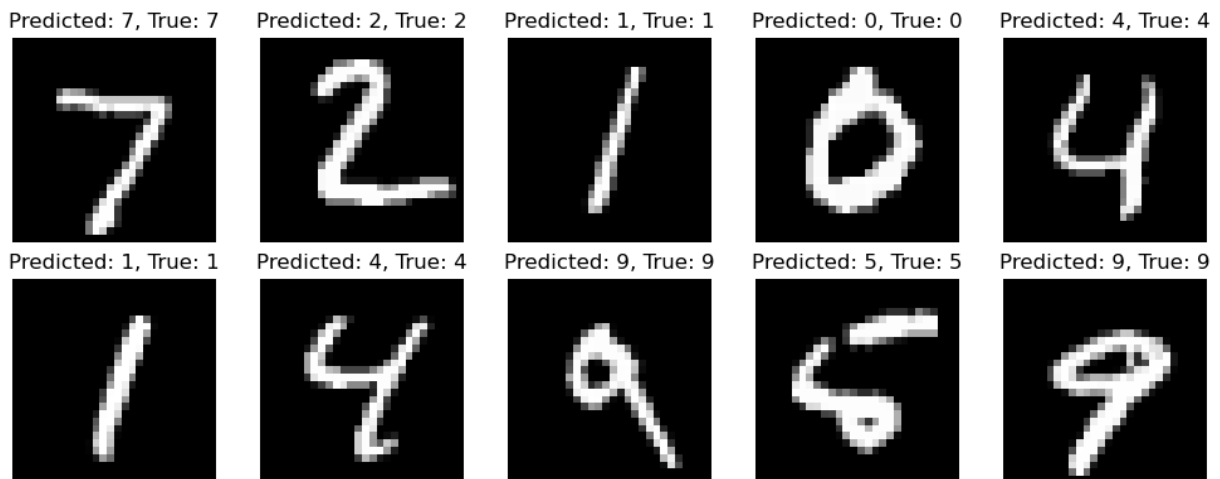 Predicted: 7, True: 7
Predicted: 2, True: 2
Predicted: 1, True: 1
Predicted: 0, True: 0
Predicted: 4, True: 4
7
2
1
0
4
Predicted: 1, True: 1
Predicted: 4, True: 4
Predicted: 9, True: 9
Predicted: 5, True: 5
Predicted: 9, True: 9
1
4
9
5
9